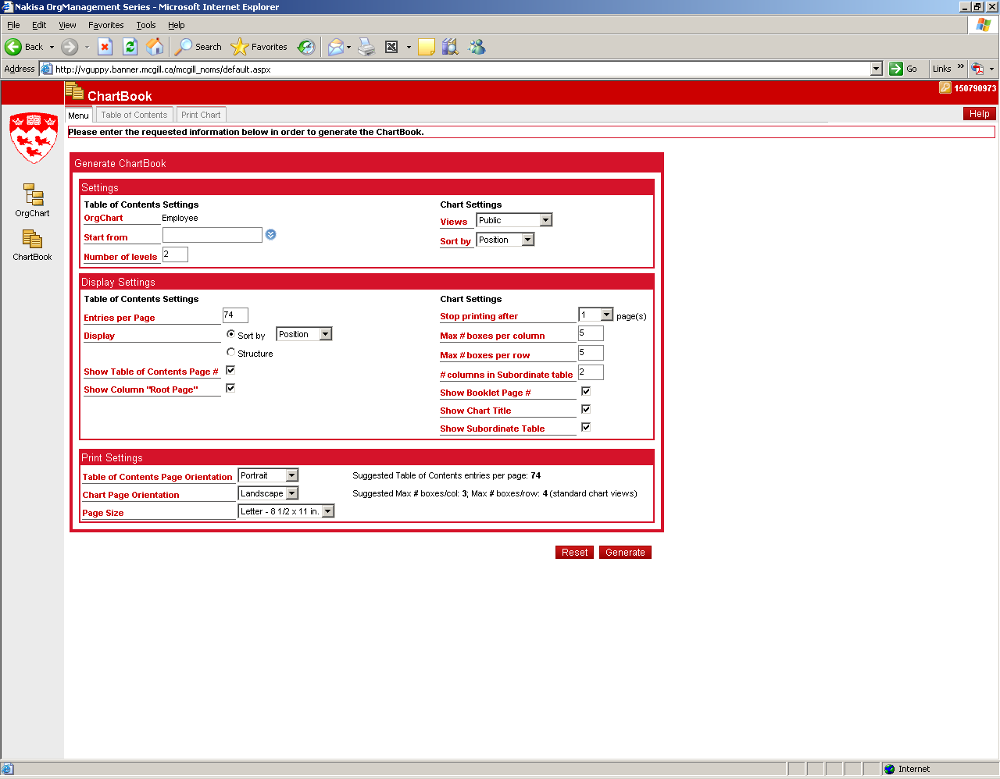 Nakisa OrgManagement Series - Microsoft Internet Explorer
File Edit View Favorites Tools Help
Back Search Favorites
Address http://vguppy.banner.mcgill.ca/mcgill_noms/default.aspx Go Links »
ChartBook 150790973
Menu Table of Contents Print Chart Help
Please enter the requested information below in order to generate the ChartBook.
OrgChart
ChartBook
Generate ChartBook
Settings
Table of Contents Settings Chart Settings
OrgChart Employee Views Public
Start from Sort by Position
Number of levels 2
Display Settings
Table of Contents Settings Chart Settings
Entries per Page 74 Stop printing after 1 page(s)
Display Sort by Position Max # boxes per column 5
Structure Max # boxes per row 5
Show Table of Contents Page # # columns in Subordinate table 2
Show Column "Root Page" Show Booklet Page #
Show Chart Title
Show Subordinate Table
Print Settings
Table of Contents Page Orientation Portrait Suggested Table of Contents entries per page: 74
Chart Page Orientation Landscape Suggested Max # boxes/col: 3; Max # boxes/row: 4 (standard chart views)
Page Size Letter - 8 1/2 x 11 in.
Reset Generate
Internet